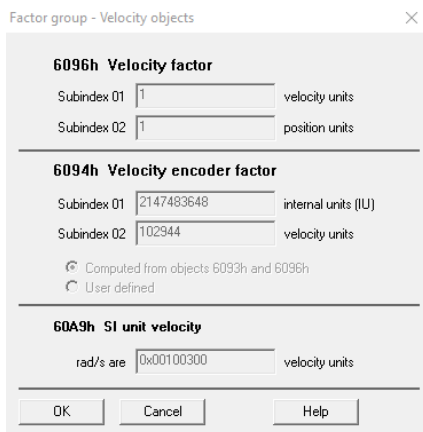 Factor group - Velocity objects
6096h Velocity factor
Subindex 01 1 velocity units
Subindex 02 1 position units
6094h Velocity encoder factor
Subindex 01 2147483648 internal units (IU)
Subindex 02 102944 velocity units
Computed from objects 6093h and 6096h
User defined
60A9h SI unit velocity
rad/s are 0x00100300 velocity units
OK Cancel Help